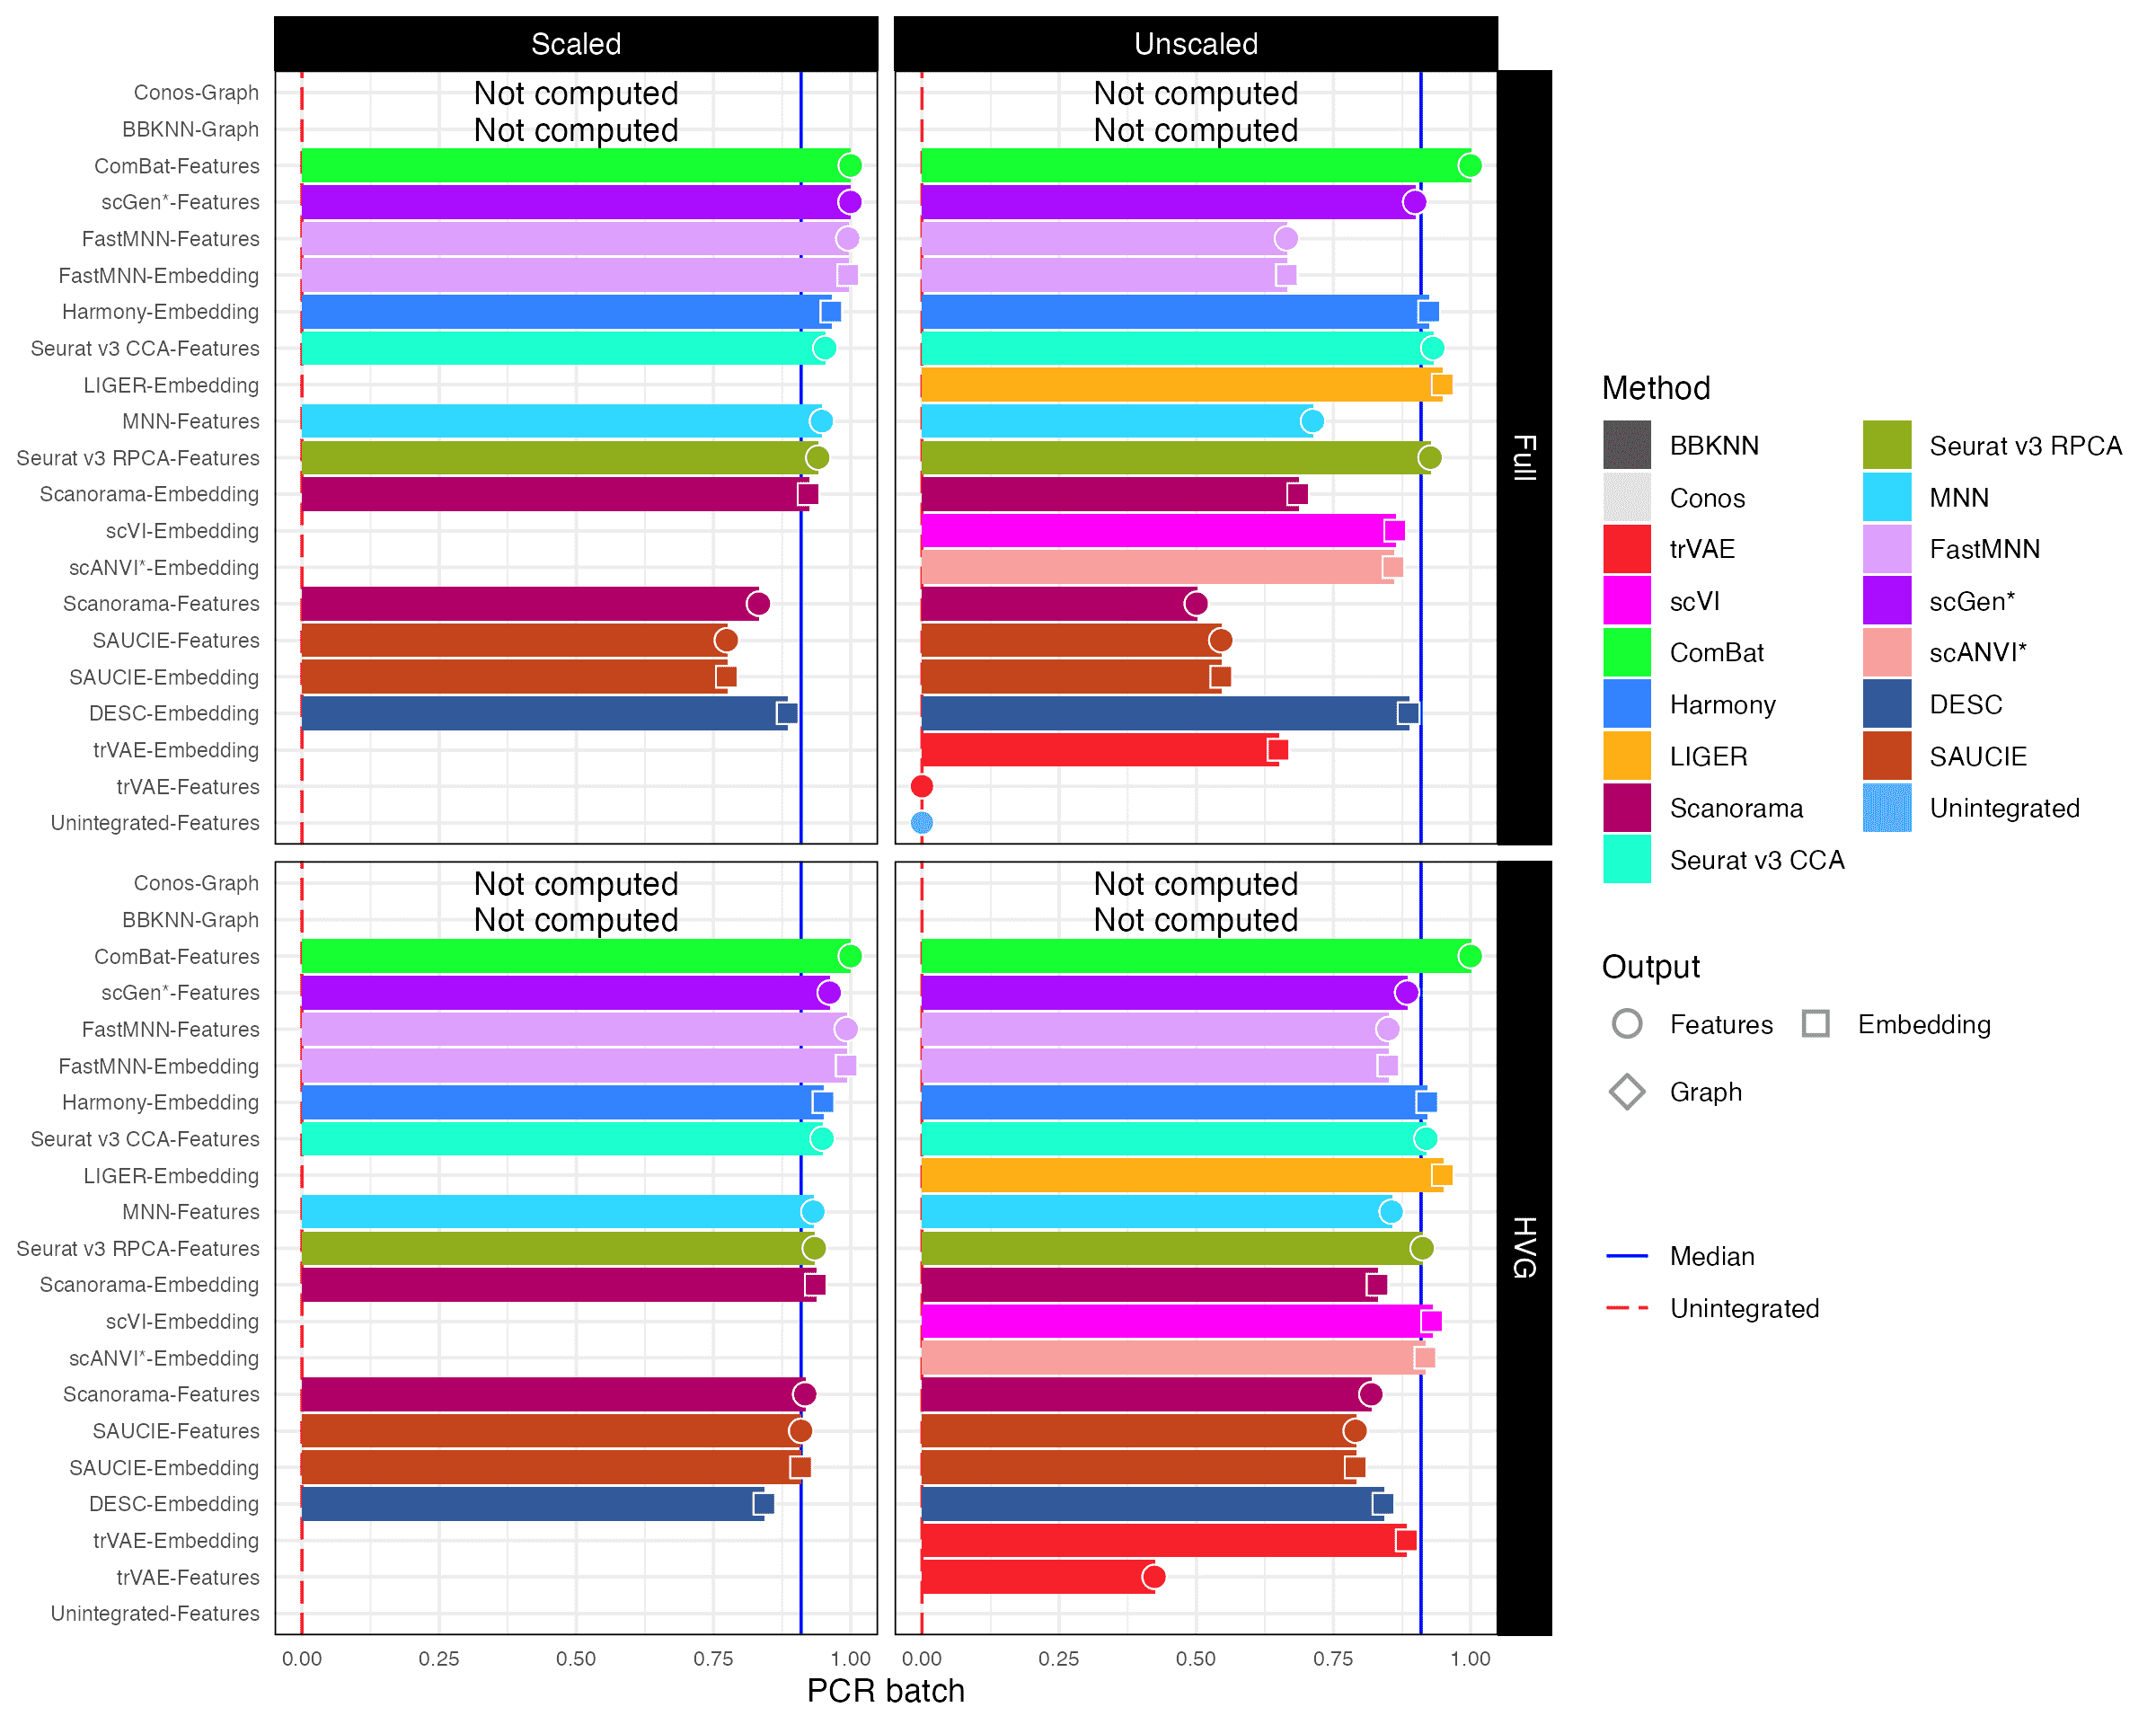 Scaled
Unscaled
Conos-Graph
BBKNN-Graph
ComBat-Features
scGen*-Features
FastMNN-Features
FastMNN-Embedding
Harmony-Embedding
Seurat v3 CCA-Features
LIGER-Embedding
MNN-Features
Seurat v3 RPCA-Features
Scanorama-Embedding
scVI-Embedding
scANVI*-Embedding
Scanorama-Features
SAUCIE-Features
SAUCIE-Embedding
DESC-Embedding
trVAE-Embedding
trVAE-Features
Unintegrated-Features
Not computed
Not computed
Not computed
Not computed
Full
Conos-Graph
BBKNN-Graph
ComBat-Features
scGen*-Features
FastMNN-Features
FastMNN-Embedding
Harmony-Embedding
Seurat v3 CCA-Features
LIGER-Embedding
MNN-Features
Seurat v3 RPCA-Features
Scanorama-Embedding
scVI-Embedding
scANVI*-Embedding
Scanorama-Features
SAUCIE-Features
SAUCIE-Embedding
DESC-Embedding
trVAE-Embedding
trVAE-Features
Unintegrated-Features
Not computed
Not computed
Not computed
Not computed
HVG
0.00 0.25 0.50 0.75 1.00
0.00 0.25 0.50 0.75 1.00
PCR batch
Method
BBKNN
Conos
trVAE
scVI
ComBat
Harmony
LIGER
Scanorama
Seurat v3 CCA
Seurat v3 RPCA
MNN
FastMNN
scGen*
scANVI*
DESC
SAUCIE
Unintegrated
Output
Features
Embedding
Graph
Median
Unintegrated